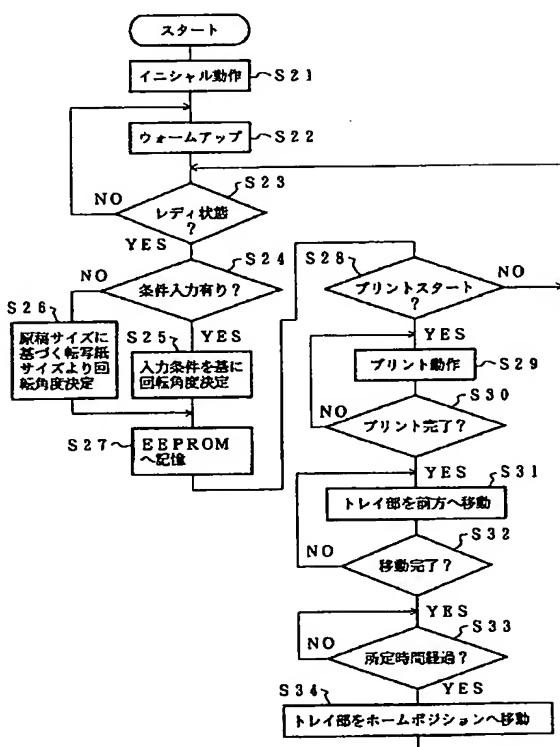 スタート
イニシャル動作
S21
ウォームアップ
S22
S23
レディ状態
?
NO
YES
S24
条件入力有り?
NO
YES
S26
原稿サイズに
基づく転写紙
サイズより回
転角度決定
S25
入力条件を基に
回転角度決定
S27
EEPROM
へ記憶
S28
プリントスタート
?
NO
YES
プリント動作
S29
S30
プリント完了?
NO
YES
S31
トレイ部を前方へ移動
S32
移動完了?
NO
YES
S33
所定時間経過?
NO
YES
S34
トレイ部をホームポジションへ移動